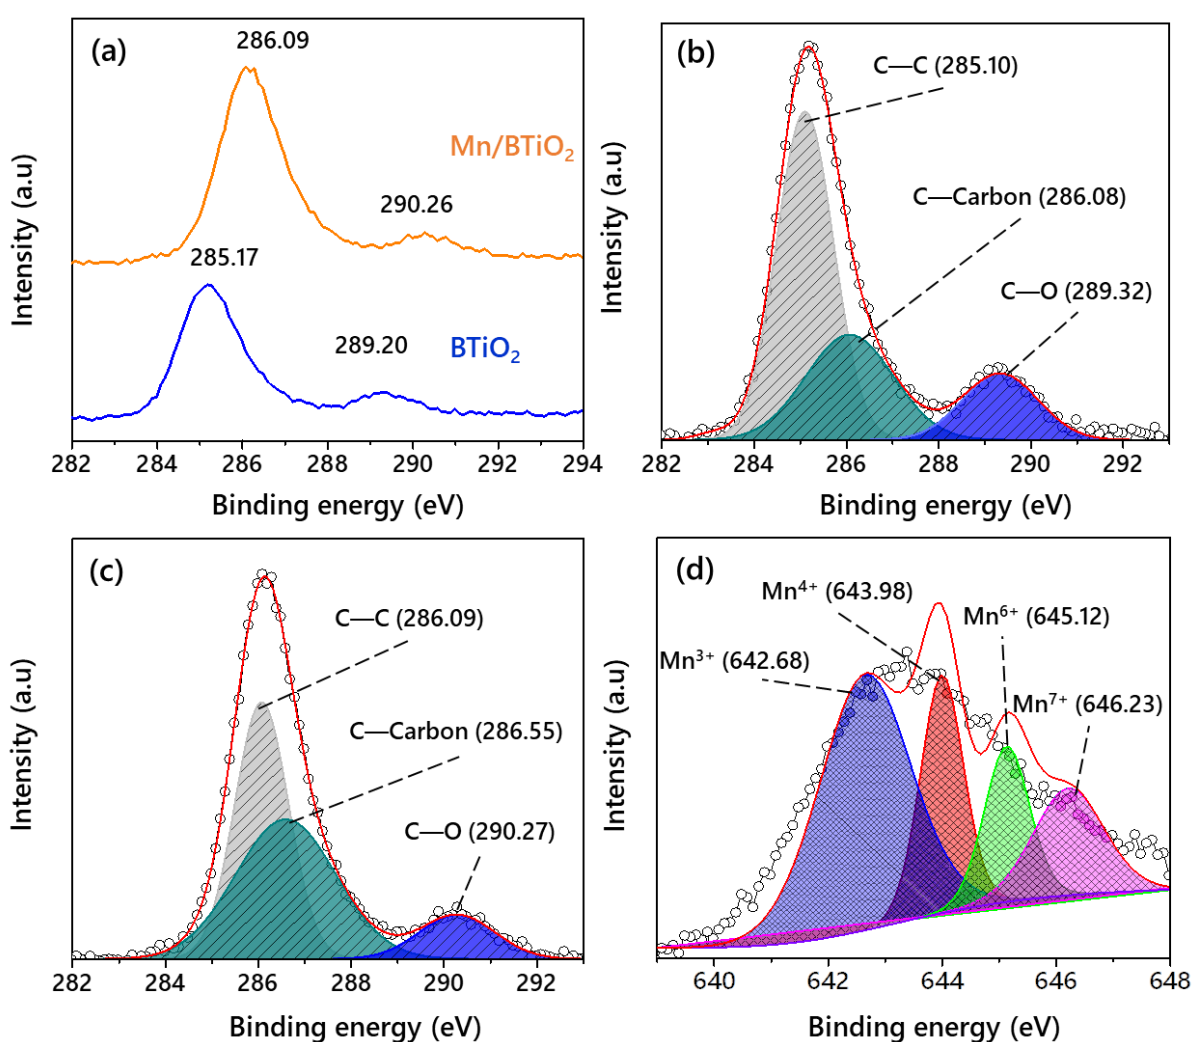 (a)
286.09
Mn/BTiO₂
290.26
285.17
289.20
BTiO₂
Intensity (a.u)
282 284 286 288 290 292 294
Binding energy (eV)
(b)
C—C (285.10)
C—Carbon (286.08)
C—O (289.32)
Intensity (a.u)
282 284 286 288 290 292
Binding energy (eV)
(c)
C—C (286.09)
C—Carbon (286.55)
C—O (290.27)
Intensity (a.u)
282 284 286 288 290 292
Binding energy (eV)
(d)
Mn⁴⁺ (643.98)
Mn⁶⁺ (645.12)
Mn³⁺ (642.68)
Mn⁷⁺ (646.23)
Intensity (a.u)
640 642 644 646 648
Binding energy (eV)